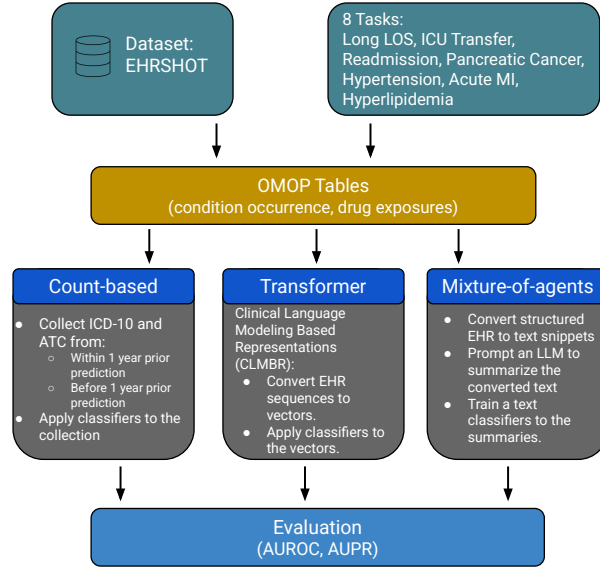 Dataset:
EHRSHOT
8 Tasks:
Long LOS, ICU Transfer,
Readmission, Pancreatic Cancer,
Hypertension, Acute MI,
Hyperlipidemia
OMOP Tables
(condition occurrence, drug exposures)
Count-based
● Collect ICD-10 and
ATC from:
○ Within 1 year prior
prediction
○ Before 1 year prior
prediction
● Apply classifiers to the
collection
Transformer
Clinical Language
Modeling Based
Representations
(CLMBR):
● Convert EHR
sequences to
vectors.
● Apply classifiers to
the vectors.
Mixture-of-agents
● Convert structured
EHR to text snippets
● Prompt an LLM to
summarize the
converted text
● Train a text
classifiers to the
summaries.
Evaluation
(AUROC, AUPR)